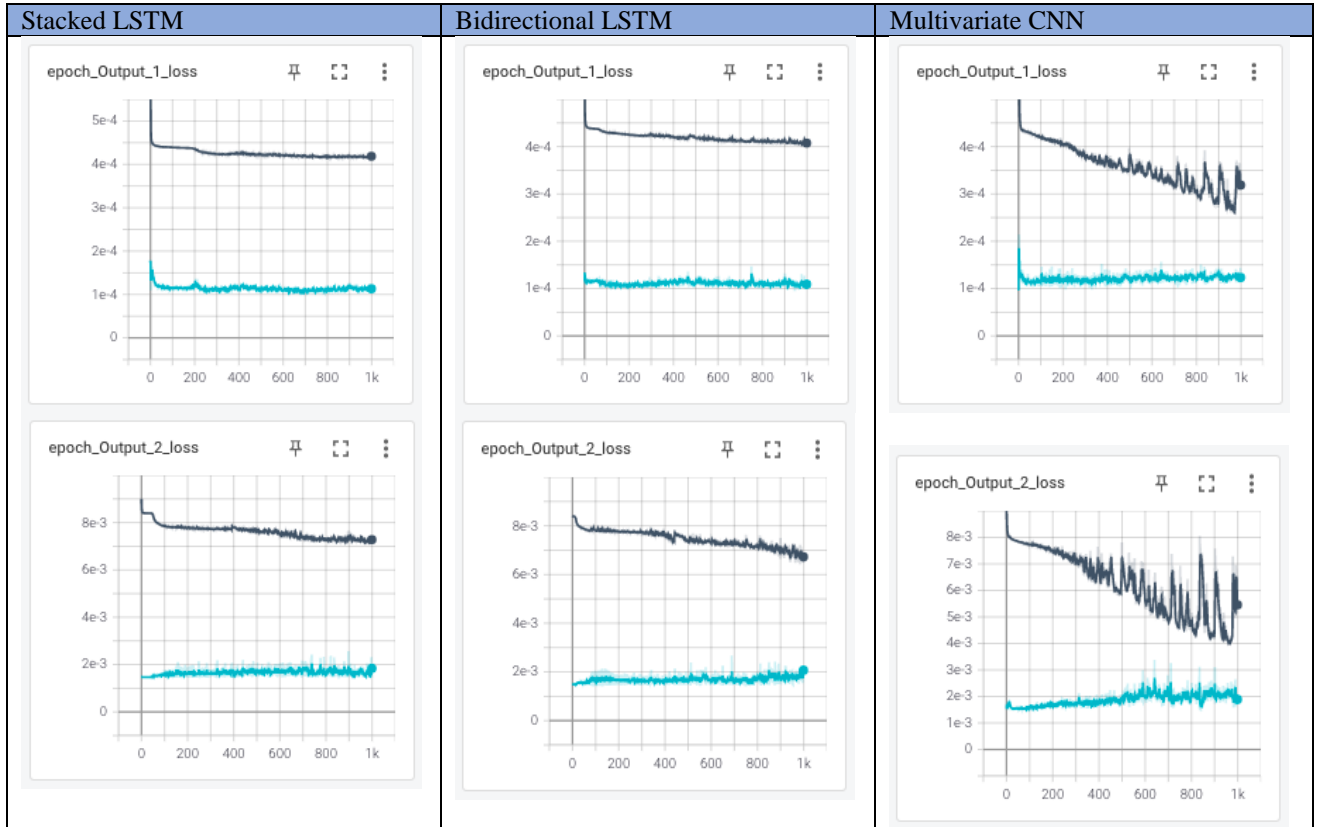 Stacked LSTM
Bidirectional LSTM
Multivariate CNN
epoch_Output_1_loss
5e-4
4e-4
3e-4
2e-4
1e-4
0
0 200 400 600 800 1k
epoch_Output_1_loss
4e-4
3e-4
2e-4
1e-4
0
0 200 400 600 800 1k
epoch_Output_1_loss
4e-4
3e-4
2e-4
1e-4
0
0 200 400 600 800 1k
epoch_Output_2_loss
8e-3
6e-3
4e-3
2e-3
0
0 200 400 600 800 1k
epoch_Output_2_loss
8e-3
6e-3
4e-3
2e-3
0
0 200 400 600 800 1k
epoch_Output_2_loss
8e-3
7e-3
6e-3
5e-3
4e-3
3e-3
2e-3
1e-3
0
0 200 400 600 800 1k